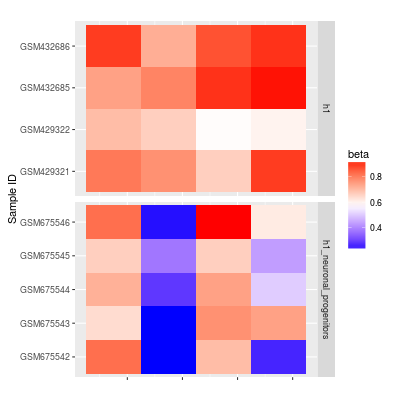 GSM432686
GSM432685
GSM429322
GSM429321
h1
GSM675546
GSM675545
GSM675544
GSM675543
GSM675542
h1_neuronal_progenitors
Sample ID
beta
0.8
0.6
0.4